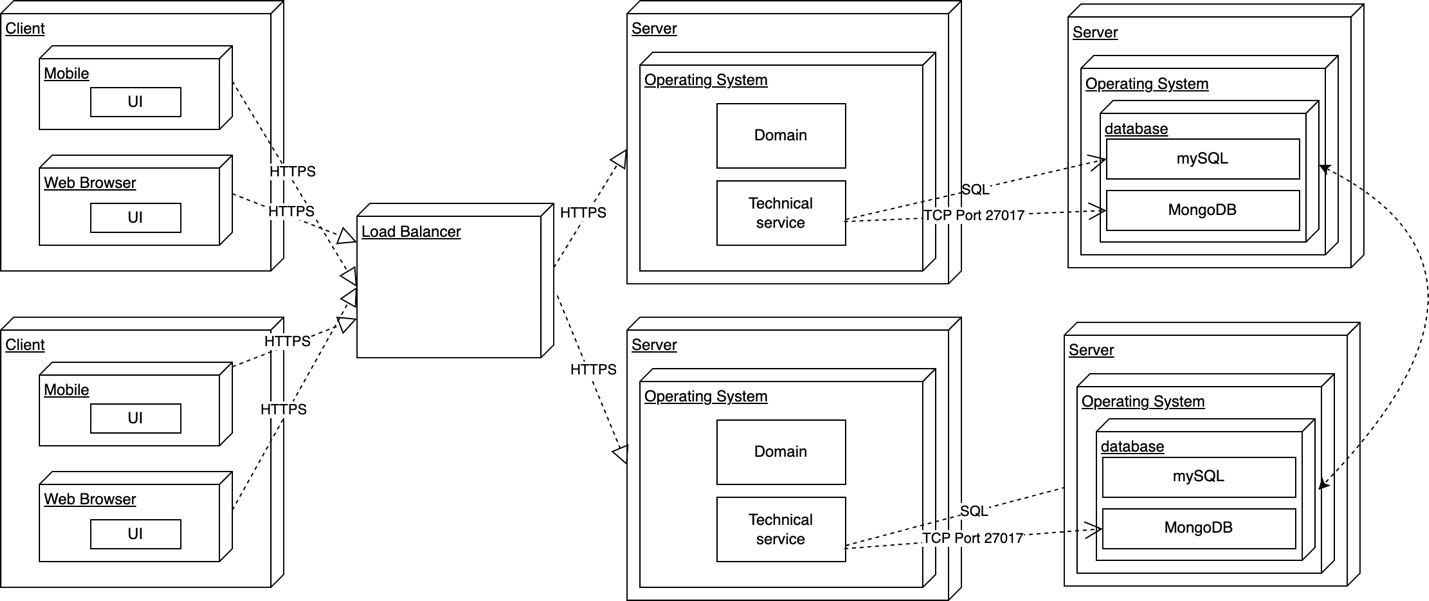 Client
Mobile
UI
Web Browser
UI
HTTPS
HTTPS
Client
Mobile
UI
Web Browser
UI
HTTPS
HTTPS
Load Balancer
HTTPS
HTTPS
Server
Operating System
Domain
Technical
service
SQL
TCP Port 27017
Server
Operating System
database
mySQL
MongoDB
Server
Operating System
Domain
Technical
service
SQL
TCP Port 27017
Server
Operating System
database
mySQL
MongoDB